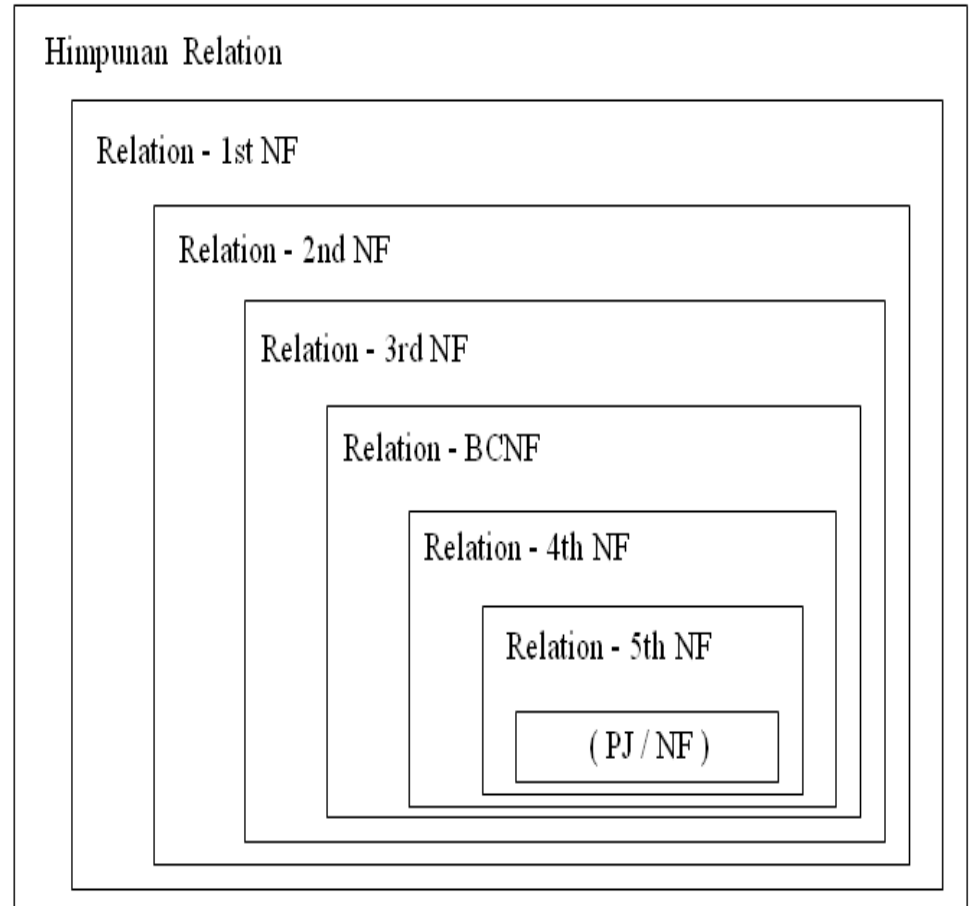 Himpunan Relation
Relation - 1st NF
Relation - 2nd NF
Relation - 3rd NF
Relation - BCNF
Relation - 4th NF
Relation - 5th NF
( PJ / NF )